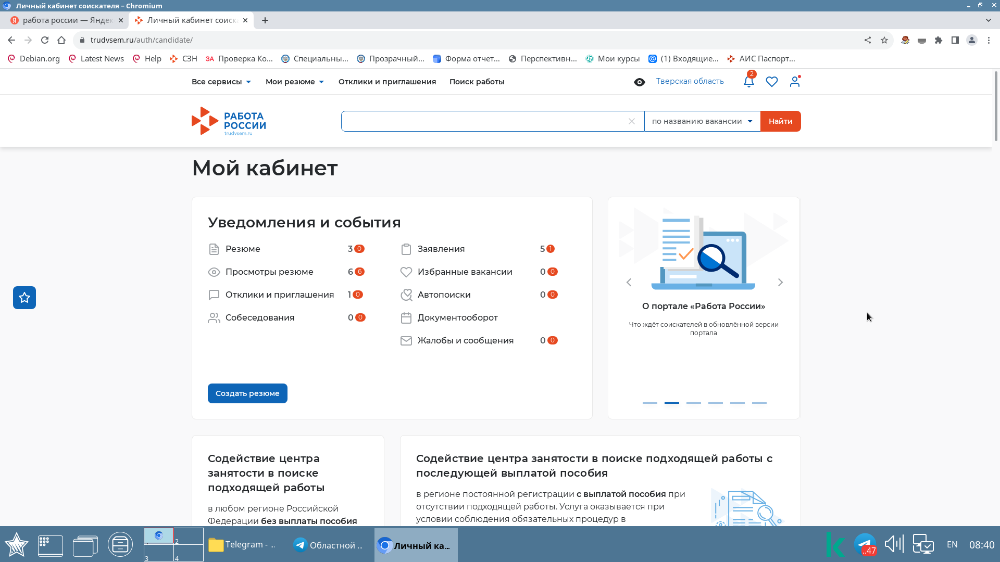 Личный кабинет соискателя – Chromium
работа россии — Яндек
Личный кабинет соиск
trudvsem.ru/auth/candidate/
Debian.org
Latest News
Help
СЗН
ЗА Проверка Ко...
Специальны...
Прозрачный...
Форма отчет...
Перспективн...
Мои курсы
(1) Входящие...
АИС Паспорт...
Все сервисы
Мои резюме
Отклики и приглашения
Поиск работы
Тверская область
2
РАБОТА
РОССИИ
trudvsem.ru
по названию вакансии
Найти
Мой кабинет
Уведомления и события
Резюме 3 0
Просмотры резюме 6 6
Отклики и приглашения 1 0
Собеседования 0 0
Заявления 5 1
Избранные вакансии 0 0
Автопоиски 0 0
Документооборот
Жалобы и сообщения 0 0
Создать резюме
О портале «Работа России»
Что ждёт соискателей в обновлённой версии
портала
Содействие центра
занятости в поиске
подходящей работы
в любом регионе Российской
Федерации без выплаты пособия
Содействие центра занятости в поиске подходящей работы с
последующей выплатой пособия
в регионе постоянной регистрации с выплатой пособия при
отсутствии подходящей работы. Услуга оказывается при
условии соблюдения обязательных процедур в
2
3
4
Telegram - ...
Областной ...
Личный ка...
..47
EN
08:40